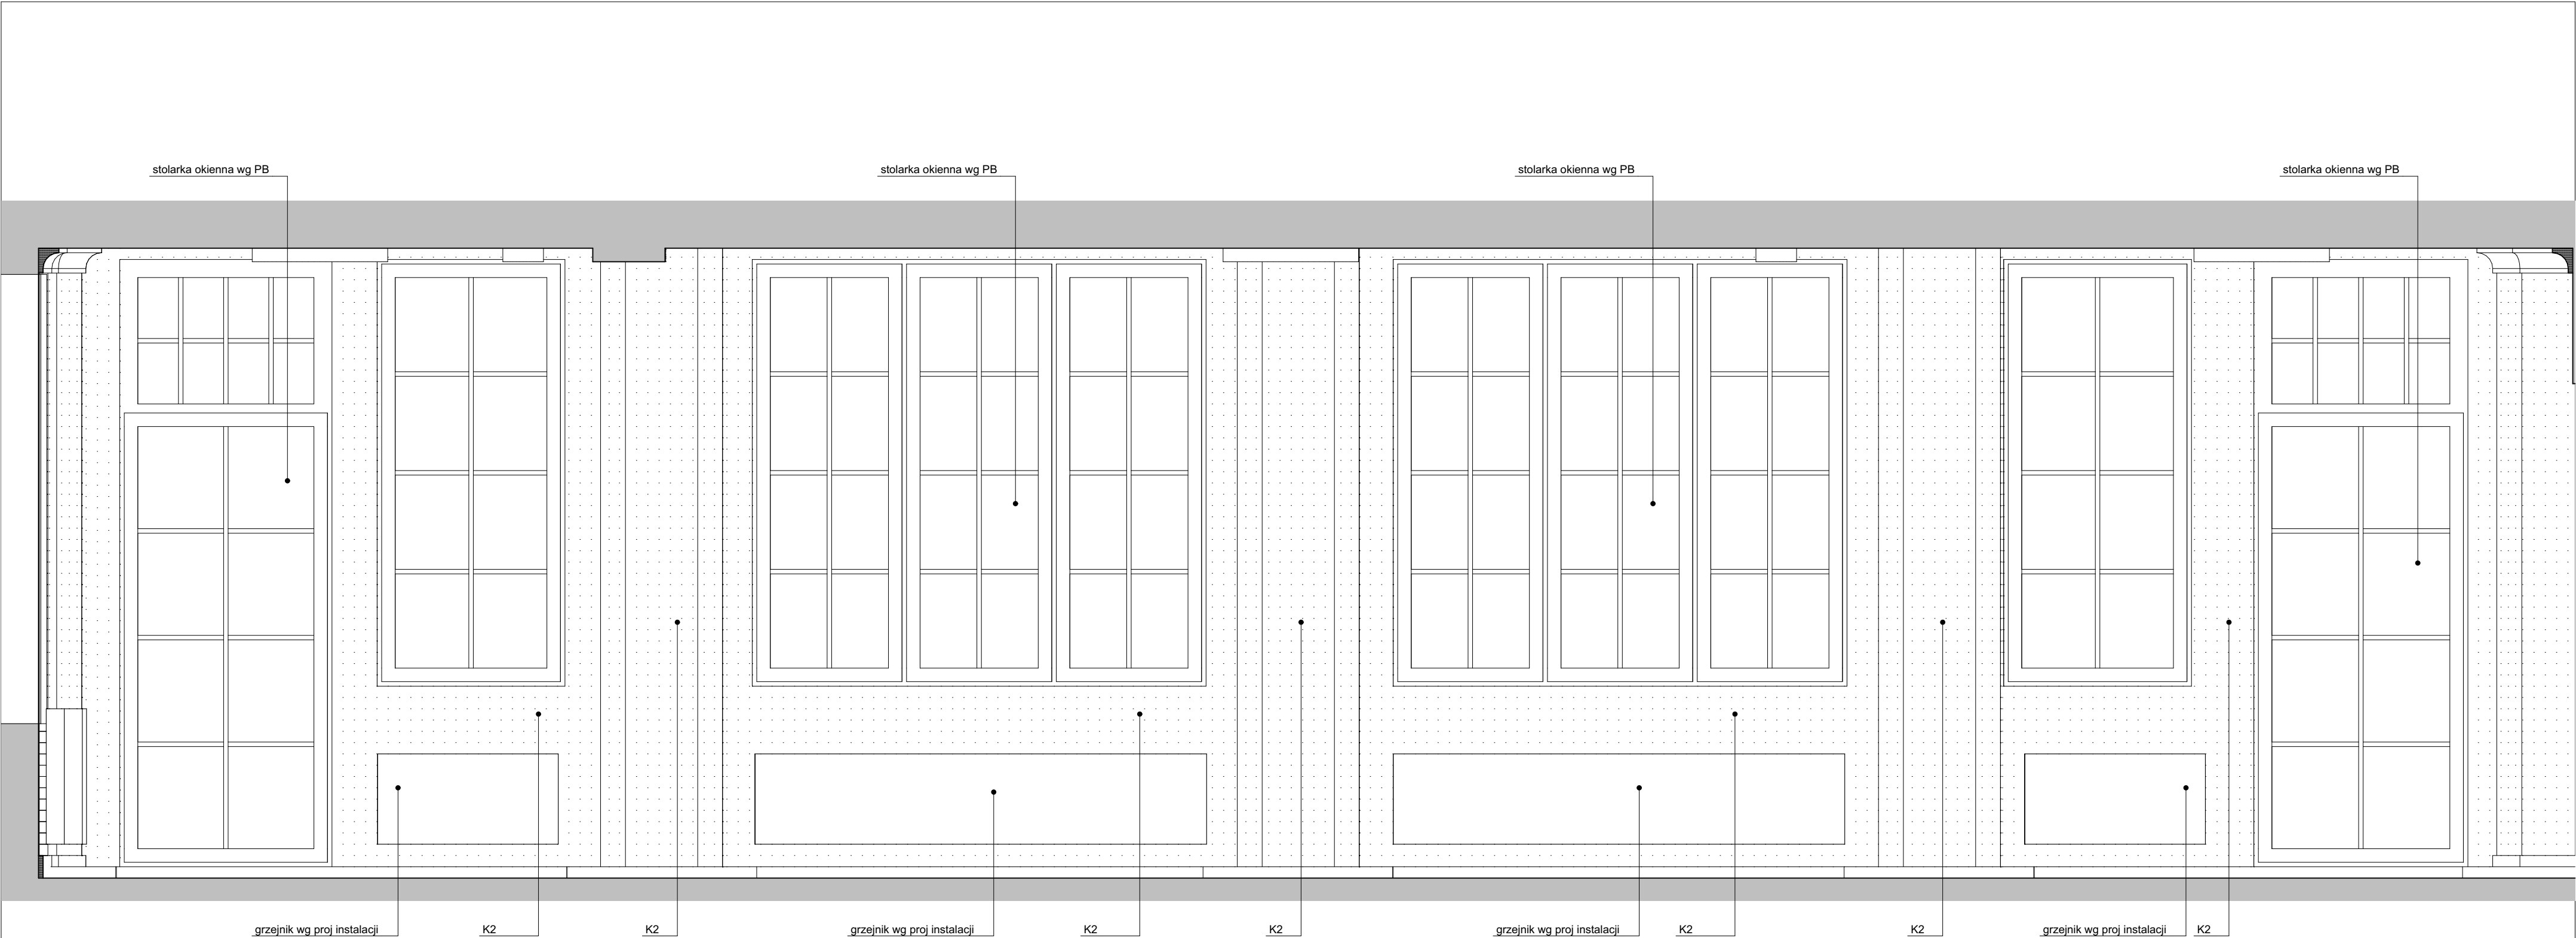 stolarka okienna wg PB
stolarka okienna wg PB
stolarka okienna wg PB
stolarka okienna wg PB
grzejnik wg proj instalacji
K2
K2
grzejnik wg proj instalacji
K2
K2
grzejnik wg proj instalacji
K2
K2
grzejnik wg proj instalacji
K2